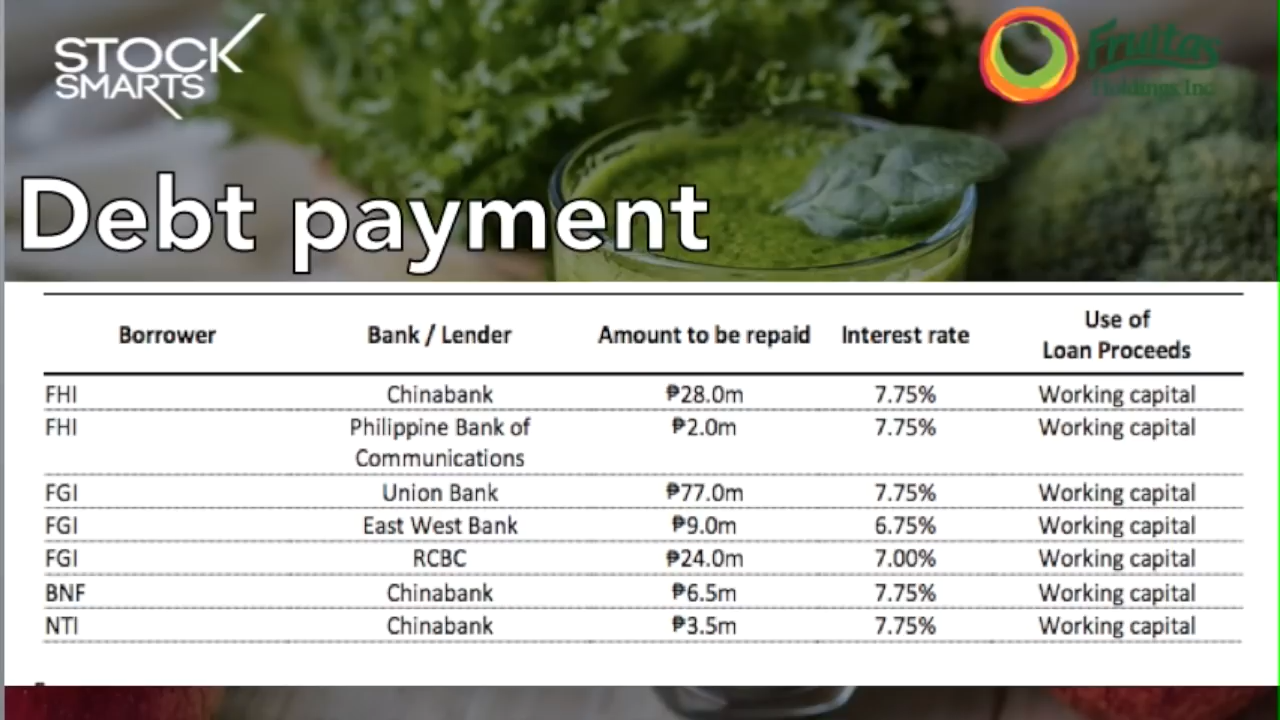 STOCK
SMARTS
Fruitas
Holdings Inc.
Debt payment
Borrower Bank / Lender Amount to be repaid Interest rate Use of Loan Proceeds
FHI Chinabank ₱28.0m 7.75% Working capital
FHI Philippine Bank of Communications ₱2.0m 7.75% Working capital
FGI Union Bank ₱77.0m 7.75% Working capital
FGI East West Bank ₱9.0m 6.75% Working capital
FGI RCBC ₱24.0m 7.00% Working capital
BNF Chinabank ₱6.5m 7.75% Working capital
NTI Chinabank ₱3.5m 7.75% Working capital